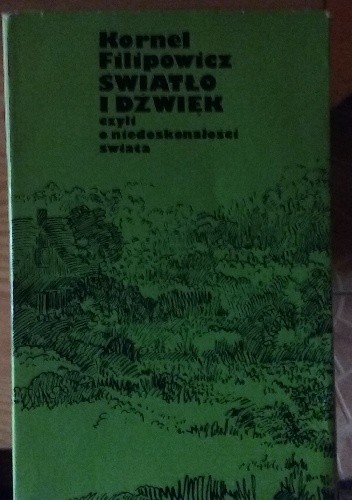 Kornel
Filipowicz
ŚWIATŁO
I DŹWIĘK
czyli
o niedoskonałości
świata